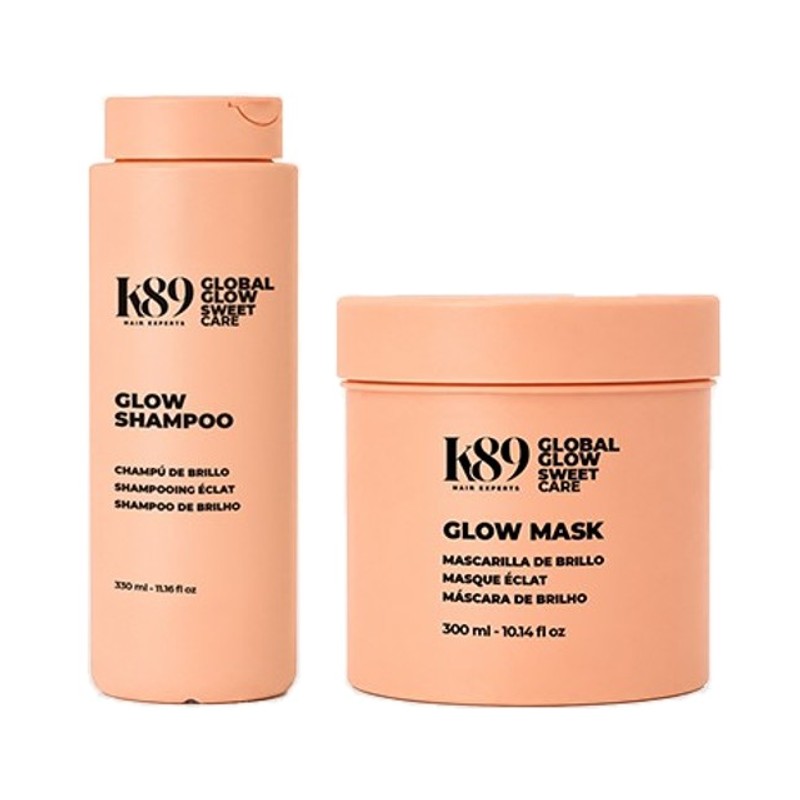 k89
HAIR EXPERTS
GLOBAL
GLOW
SWEET
CARE
GLOW
SHAMPOO
CHAMPÚ DE BRILLO
SHAMPOOING ÉCLAT
SHAMPOO DE BRILHO
330 ml - 11.16 fl oz
k89
HAIR EXPERTS
GLOBAL
GLOW
SWEET
CARE
GLOW MASK
MASCARILLA DE BRILLO
MASQUE ÉCLAT
MÁSCARA DE BRILHO
300 ml - 10.14 fl oz